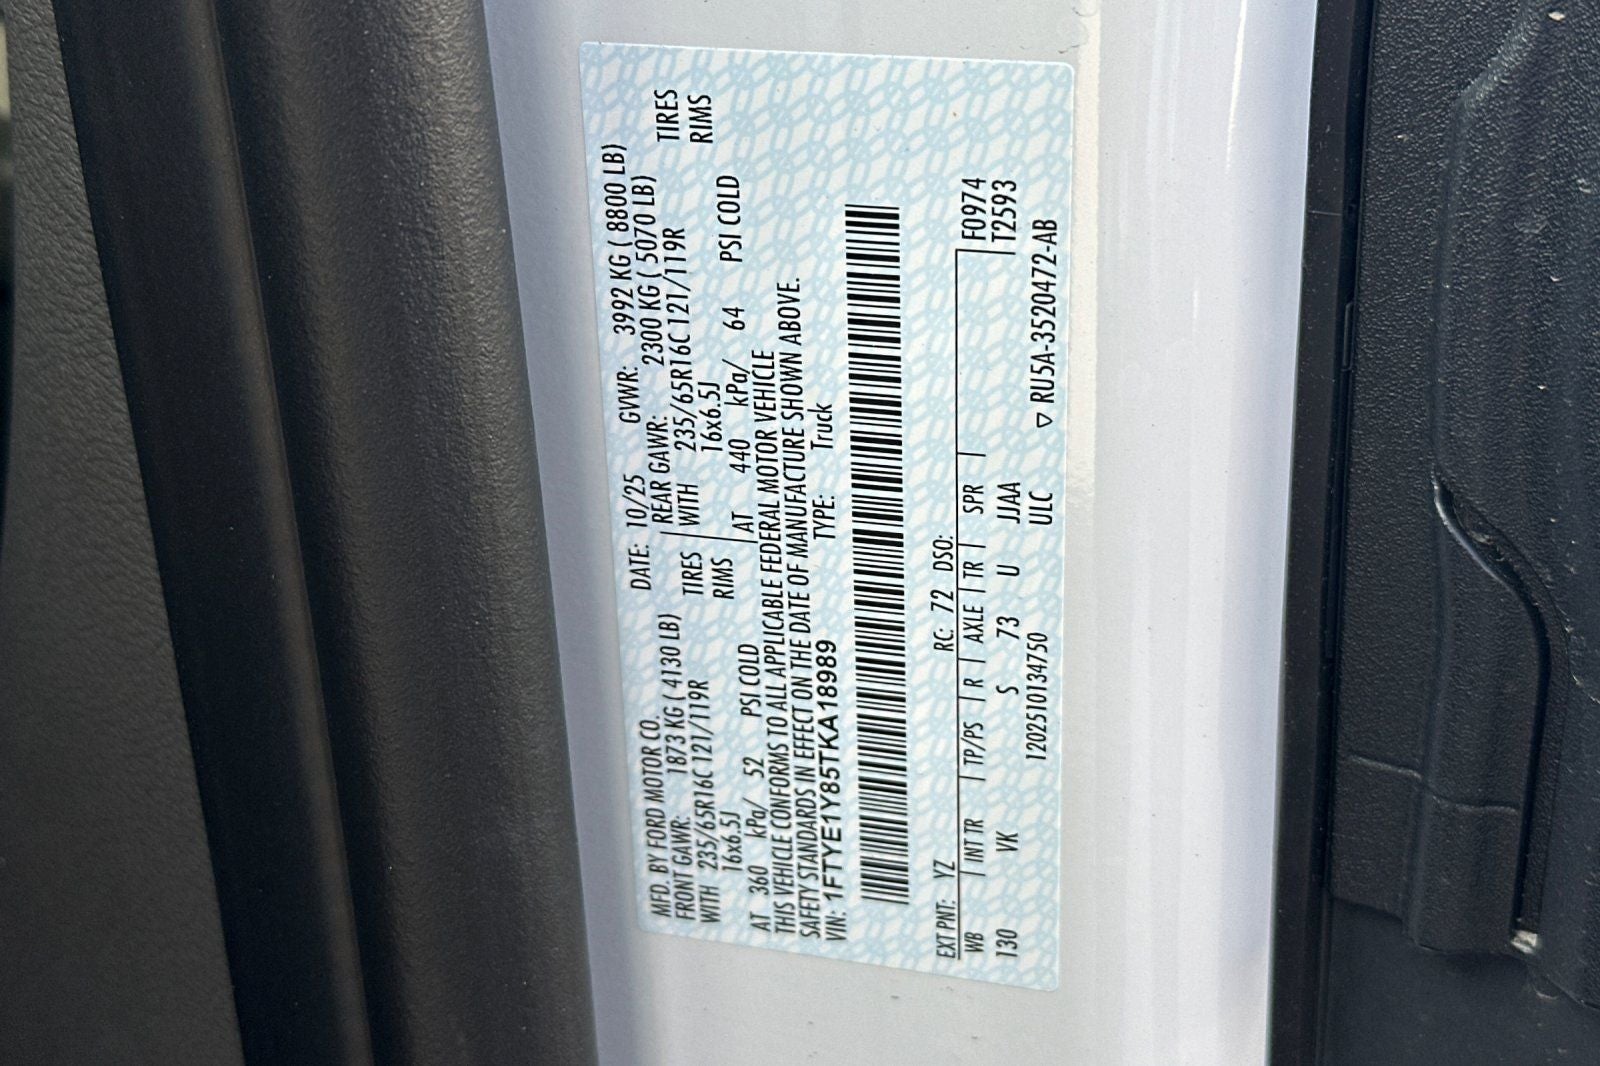 MFD. BY FORD MOTOR CO. DATE: 10/25 GVWR: 3992 KG ( 8800 LB)
FRONT GAWR: 1873 KG ( 4130 LB) REAR GAWR: 2300 KG ( 5070 LB)
WITH 235/65R16C 121/119R TIRES WITH 235/65R16C 121/119R TIRES
16x6.5J RIMS 16x6.5J RIMS
AT 360 kPa/ 52 PSI COLD AT 440 kPa/ 64 PSI COLD
THIS VEHICLE CONFORMS TO ALL APPLICABLE FEDERAL MOTOR VEHICLE
SAFETY STANDARDS IN EFFECT ON THE DATE OF MANUFACTURE SHOWN ABOVE.
VIN: 1FTYE1Y85TKA18989 TYPE: Truck
EXT PNT: YZ RC: 72 DSO:
WB | INT TR | TP/PS | R | AXLE | TR | SPR | F0974
130 VK S 73 U JJAA T2593
1202510134750 ULC ▽ RU5A-3520472-AB